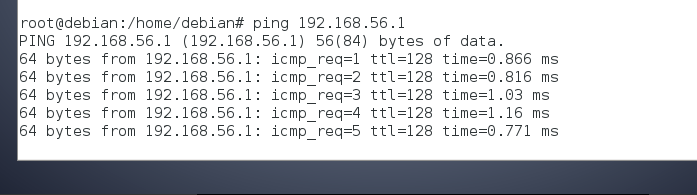 root@debian:/home/debian# ping 192.168.56.1
PING 192.168.56.1 (192.168.56.1) 56(84) bytes of data.
64 bytes from 192.168.56.1: icmp_req=1 ttl=128 time=0.866 ms
64 bytes from 192.168.56.1: icmp_req=2 ttl=128 time=0.816 ms
64 bytes from 192.168.56.1: icmp_req=3 ttl=128 time=1.03 ms
64 bytes from 192.168.56.1: icmp_req=4 ttl=128 time=1.16 ms
64 bytes from 192.168.56.1: icmp_req=5 ttl=128 time=0.771 ms